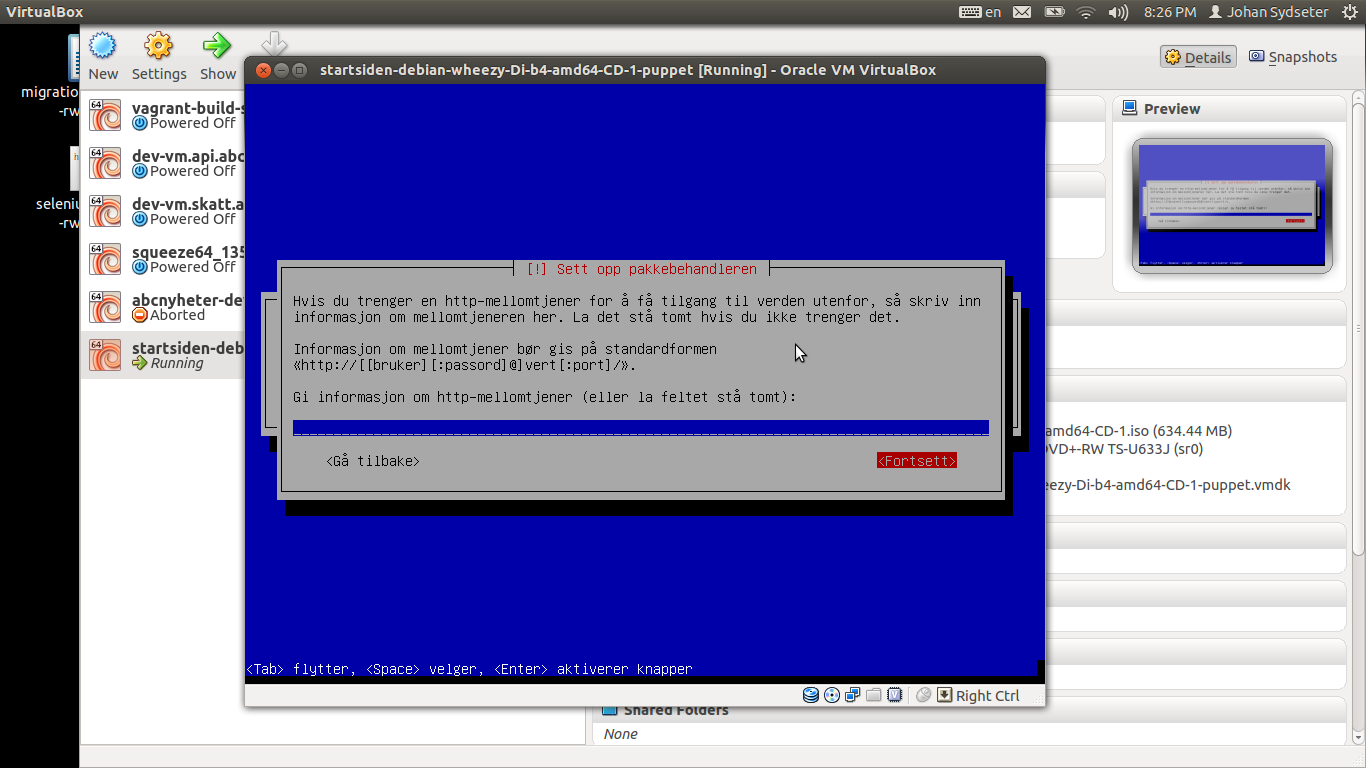 VirtualBox
en
8:26 PM
Johan Sydseter
New
Settings
Show
Details
Snapshots
migratio
-rw
seleniu
-rw
64 vagrant-build-s
Powered Off
64 dev-vm.api.abc
Powered Off
64 dev-vm.skatt.a
Powered Off
64 squeeze64_135
Powered Off
64 abcnyheter-de
Aborted
64 startsiden-deb
Running
startsiden-debian-wheezy-Di-b4-amd64-CD-1-puppet [Running] - Oracle VM VirtualBox
[!] Sett opp pakkebehandleren
Hvis du trenger en http-mellomtjener for å få tilgang til verden utenfor, så skriv inn
informasjon om mellomtjeneren her. La det stå tomt hvis du ikke trenger det.
Informasjon om mellomtjener bør gis på standardformen
«http://[[bruker][:passord]@]vert[:port]/».
Gi informasjon om http-mellomtjener (eller la feltet stå tomt):
<Gå tilbake>
<Fortsett>
<Tab> flytter, <Space> velger, <Enter> aktiverer knapper
Right Ctrl
Preview
amd64-CD-1.iso (634.44 MB)
OVD+-RW TS-U633J (sr0)
eezy-Di-b4-amd64-CD-1-puppet.vmdk
Shared Folders
None